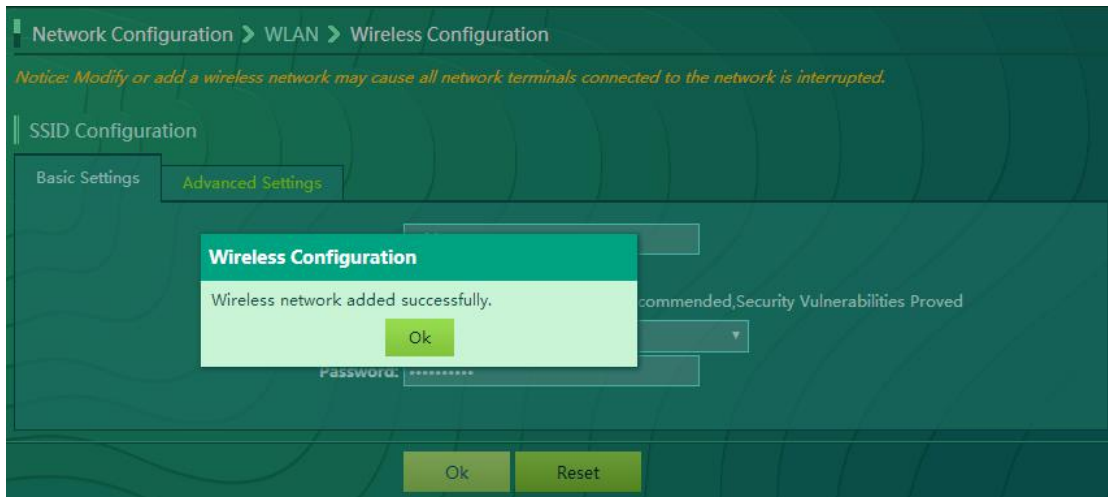 Network Configuration > WLAN > Wireless Configuration
Notice: Modify or add a wireless network may cause all network terminals connected to the network is interrupted.
SSID Configuration
Basic Settings
Advanced Settings
Wireless Configuration
Wireless network added successfully.
commended,Security Vulnerabilities Proved
Ok
Password: ••••••••••
Ok
Reset